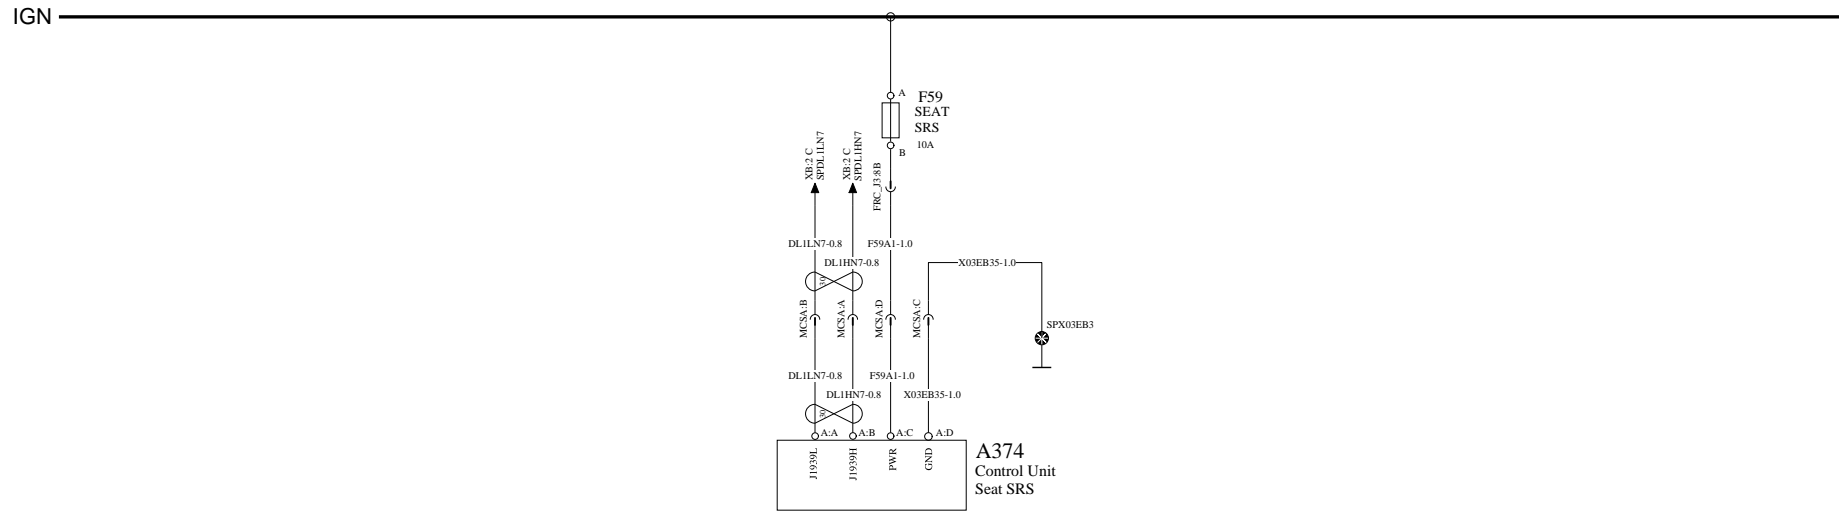 IGN
A
F59
SEAT
SRS
10A
B
XB:2 C
SPDL1LN7
XB:2 C
SPDL1HN7
FRC_J3:8B
DL1LN7-0.8
F59A1-1.0
DL1HN7-0.8
X03EB35-1.0
30
MCSA:B
MCSA:A
MCSA:D
MCSA:C
SPX03EB3
DL1LN7-0.8
F59A1-1.0
DL1HN7-0.8
X03EB35-1.0
30
A:A
A:B
A:C
A:D
J1939L
J1939H
PWR
GND
A374
Control Unit
Seat SRS